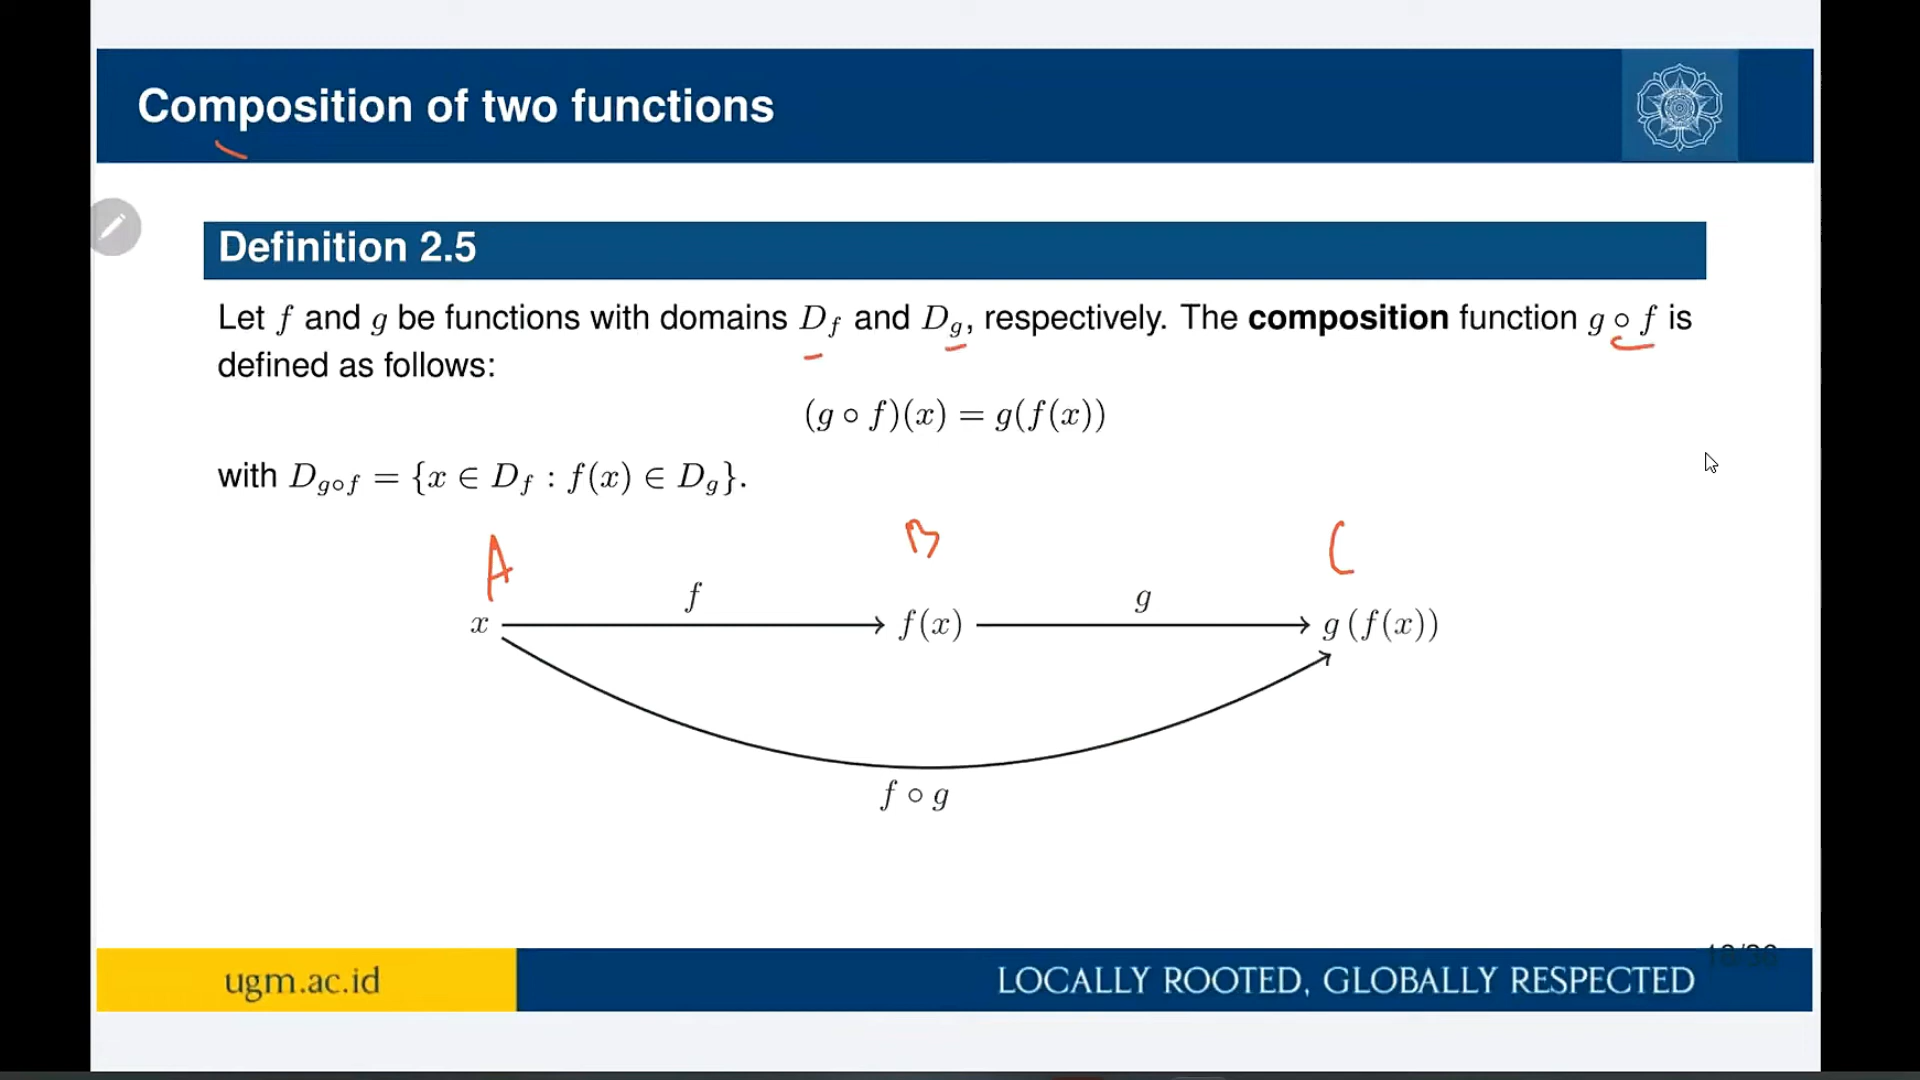 Composition of two functions
Definition 2.5
Let f and g be functions with domains D_f and D_g, respectively. The composition function g ∘ f is
defined as follows:
(g ∘ f)(x) = g(f(x))
with D_{g∘f} = {x ∈ D_f : f(x) ∈ D_g}.
A B C
f g
x f(x) g (f(x))
f ∘ g
ugm.ac.id LOCALLY ROOTED, GLOBALLY RESPECTED